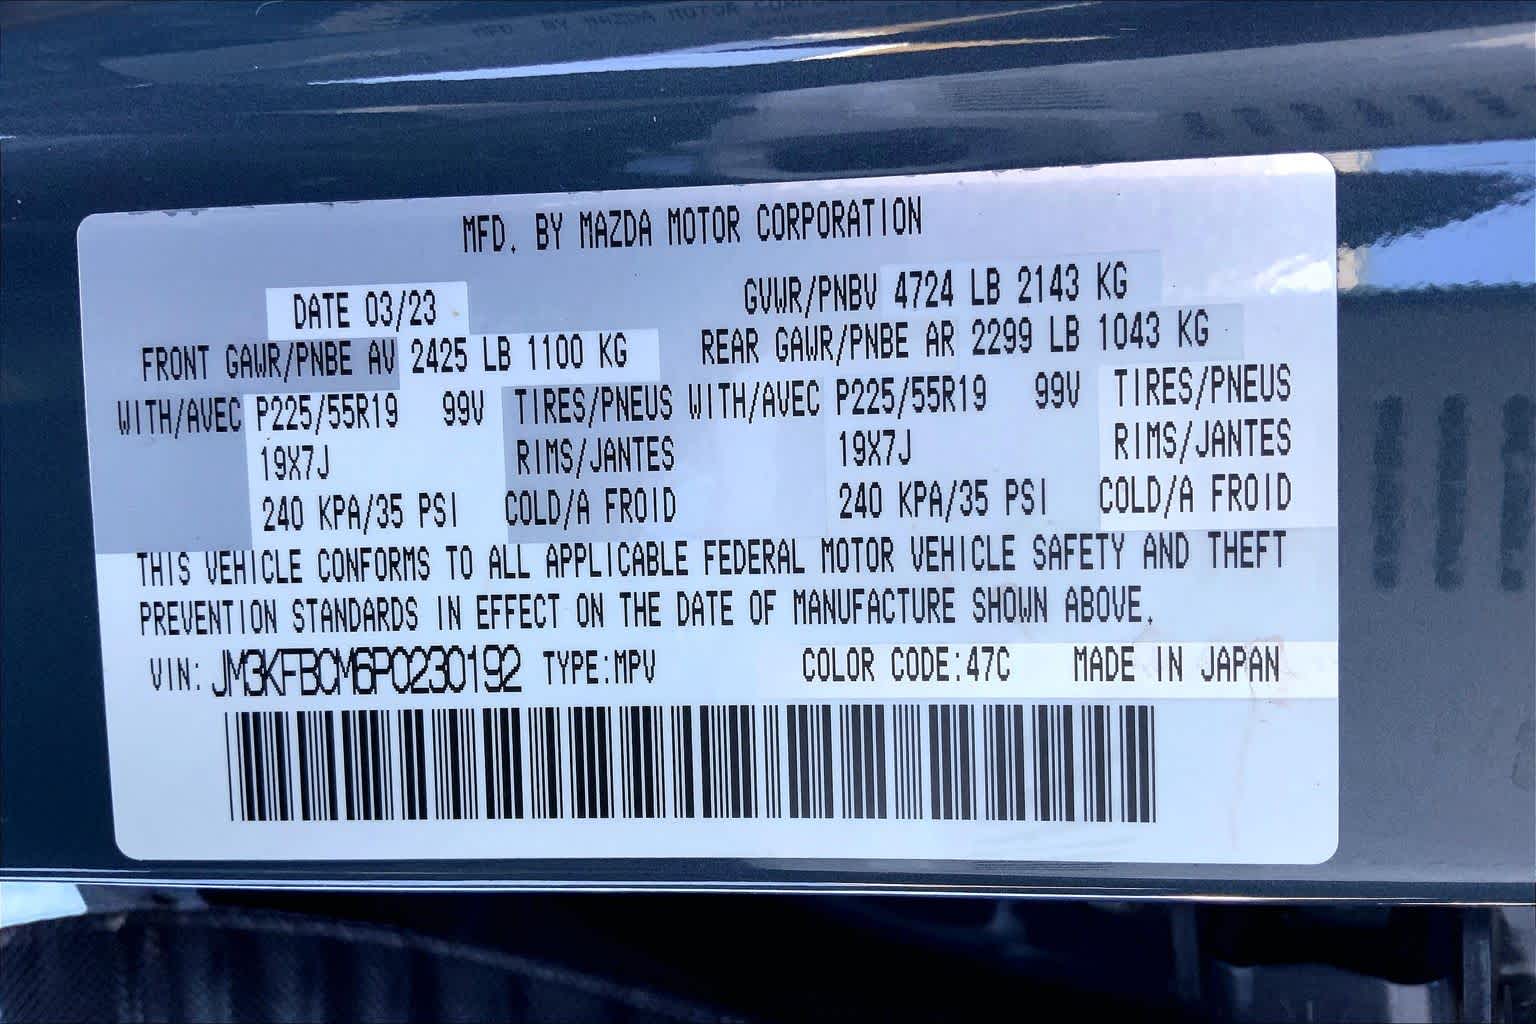 MFD. BY MAZDA MOTOR CORPORATION
DATE 03/23 GVWR/PNBV 4724 LB 2143 KG
FRONT GAWR/PNBE AV 2425 LB 1100 KG REAR GAWR/PNBE AR 2299 LB 1043 KG
WITH/AVEC P225/55R19 99V TIRES/PNEUS WITH/AVEC P225/55R19 99V TIRES/PNEUS
19X7J RIMS/JANTES 19X7J RIMS/JANTES
240 KPA/35 PSI COLD/A FROID 240 KPA/35 PSI COLD/A FROID
THIS VEHICLE CONFORMS TO ALL APPLICABLE FEDERAL MOTOR VEHICLE SAFETY AND THEFT
PREVENTION STANDARDS IN EFFECT ON THE DATE OF MANUFACTURE SHOWN ABOVE.
VIN: JM3KFBCM6P0230192 TYPE:MPV COLOR CODE:47C MADE IN JAPAN